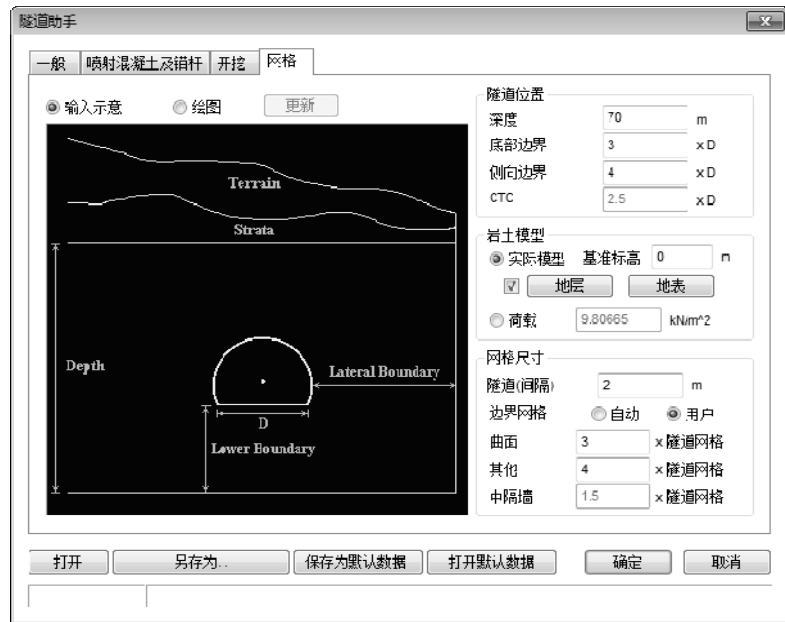 隧道助手
一般 喷射混凝土及锚杆 开挖 网格
输入示意 绘图 更新
Terrain
Strata
Depth
Lateral Boundary
D
Lower Boundary
隧道位置
深度 70 m
底部边界 3 xD
侧向边界 4 xD
CTC 2.5 xD
岩土模型
实际模型 基准标高 0 m
地层 地表
荷载 9.80665 kN/m^2
网格尺寸
隧道(间隔) 2 m
边界网格 自动 用户
曲面 3 x隧道网格
其他 4 x隧道网格
中隔墙 1.5 x隧道网格
打开 另存为.. 保存为默认数据 打开默认数据 确定 取消